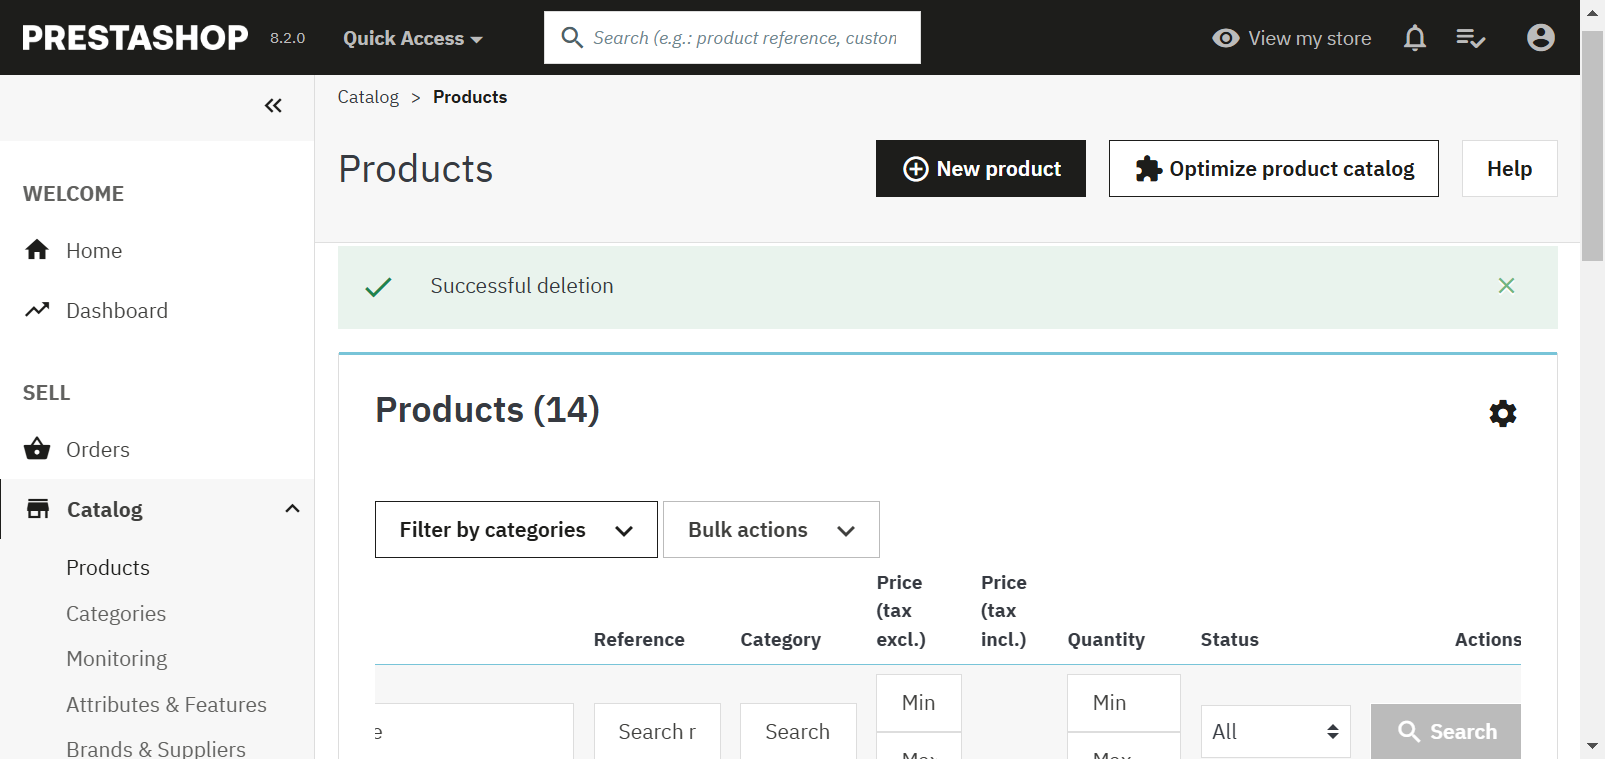 PRESTASHOP 8.2.0 Quick Access Search (e.g.: product reference, custon View my store
Catalog > Products
Products
New product Optimize product catalog Help
WELCOME
Home
Dashboard
SELL
Orders
Catalog
Products
Categories
Monitoring
Attributes & Features
Brands & Suppliers
Successful deletion
Products (14)
Filter by categories Bulk actions
Reference Category Price (tax excl.) Price (tax incl.) Quantity Status Actions
e Search r Search Min Max Min Max All Search